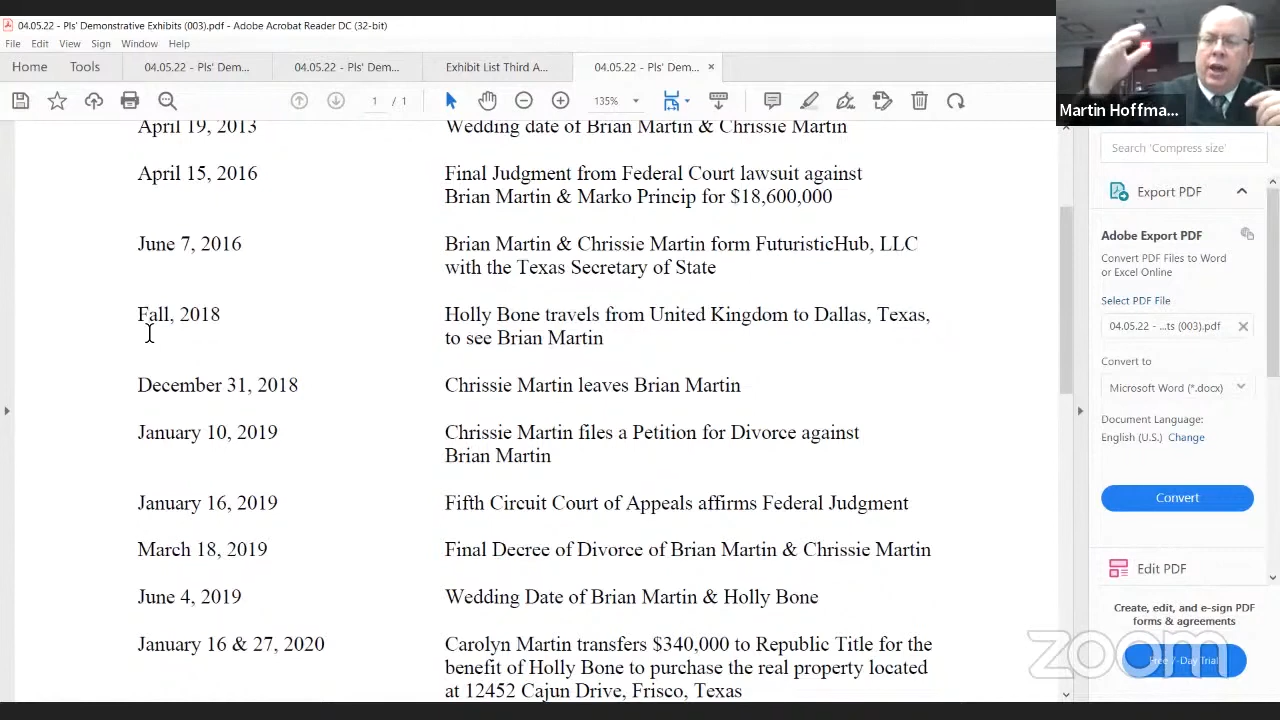 04.05.22 - Pls' Demonstrative Exhibits (003).pdf - Adobe Acrobat Reader DC (32-bit)
File Edit View Sign Window Help
Home Tools 04.05.22 - Pls' Dem... 04.05.22 - Pls' Dem... Exhibit List Third A... 04.05.22 - Pls' Dem... ×
1 / 1 135%
Martin Hoffma...
April 19, 2013 Wedding date of Brian Martin & Chrissie Martin
April 15, 2016 Final Judgment from Federal Court lawsuit against
Brian Martin & Marko Princip for $18,600,000
June 7, 2016 Brian Martin & Chrissie Martin form FuturisticHub, LLC
with the Texas Secretary of State
Fall, 2018 Holly Bone travels from United Kingdom to Dallas, Texas,
to see Brian Martin
December 31, 2018 Chrissie Martin leaves Brian Martin
January 10, 2019 Chrissie Martin files a Petition for Divorce against
Brian Martin
January 16, 2019 Fifth Circuit Court of Appeals affirms Federal Judgment
March 18, 2019 Final Decree of Divorce of Brian Martin & Chrissie Martin
June 4, 2019 Wedding Date of Brian Martin & Holly Bone
January 16 & 27, 2020 Carolyn Martin transfers $340,000 to Republic Title for the
benefit of Holly Bone to purchase the real property located
at 12452 Cajun Drive, Frisco, Texas
Search 'Compress size'
Export PDF
Adobe Export PDF
Convert PDF Files to Word
or Excel Online
Select PDF File
04.05.22 - ...ts (003).pdf
Convert to
Microsoft Word (*.docx)
Document Language:
English (U.S.) Change
Convert
Edit PDF
Create, edit, and e-sign PDF
forms & agreements
Free 7-Day Trial
zoom